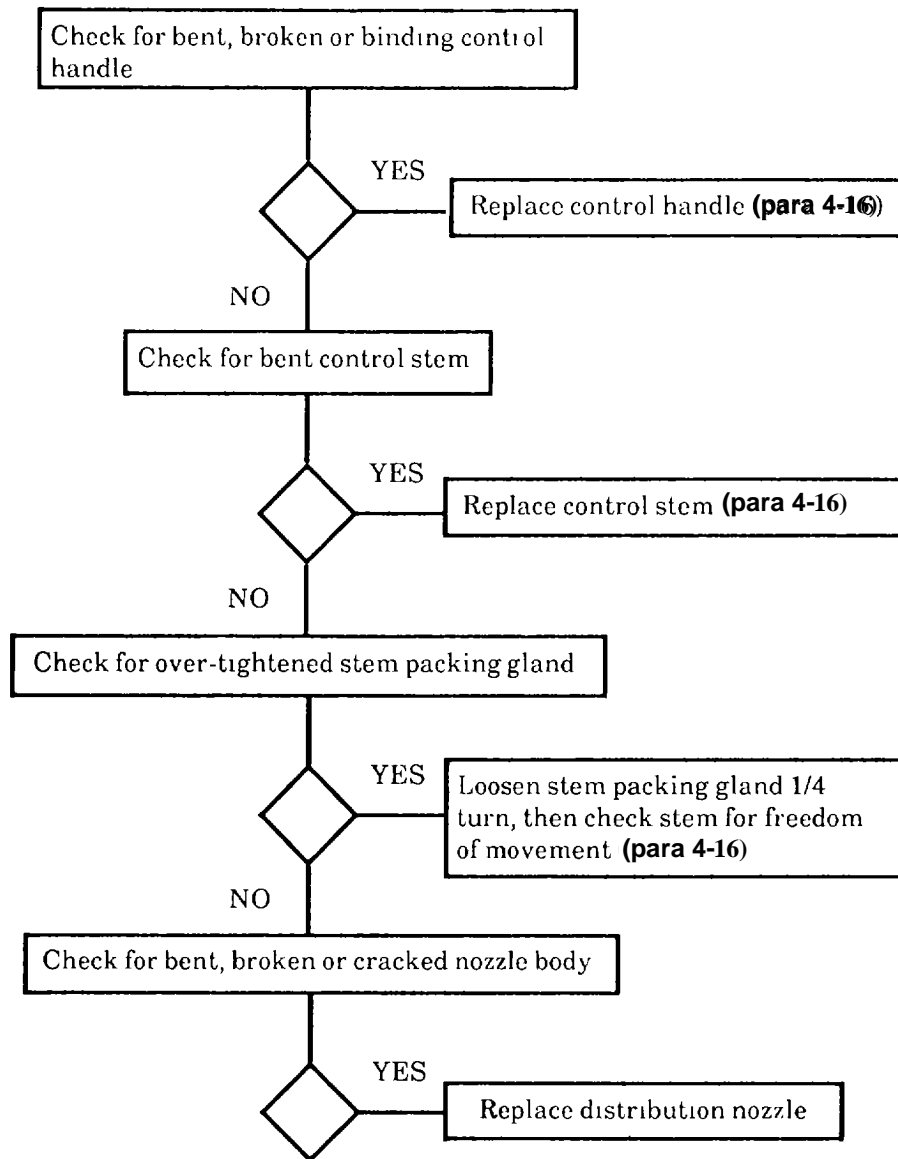 Check for bent, broken or binding control
handle
YES
Replace control handle (para 4-16)
NO
Check for bent control stem
YES
Replace control stem (para 4-16)
NO
Check for over-tightened stem packing gland
YES
Loosen stem packing gland 1/4
turn, then check stem for freedom
of movement (para 4-16)
NO
Check for bent, broken or cracked nozzle body
YES
Replace distribution nozzle